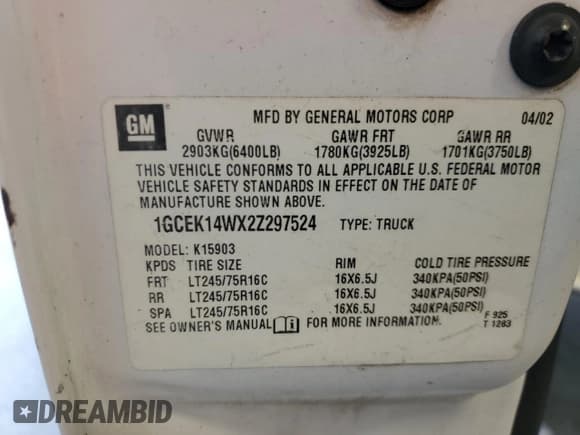 GM
MFD BY GENERAL MOTORS CORP 04/02
GVWR GAWR FRT GAWR RR
2903KG(6400LB) 1780KG(3925LB) 1701KG(3750LB)
THIS VEHICLE CONFORMS TO ALL APPLICABLE U.S. FEDERAL MOTOR
VEHICLE SAFETY STANDARDS IN EFFECT ON THE DATE OF
MANUFACTURE SHOWN ABOVE.
1GCEK14WX2Z297524 TYPE: TRUCK
MODEL: K15903
KPDS TIRE SIZE RIM COLD TIRE PRESSURE
FRT LT245/75R16C 16X6.5J 340KPA(50PSI)
RR LT245/75R16C 16X6.5J 340KPA(50PSI)
SPA LT245/75R16C 16X6.5J 340KPA(50PSI)
SEE OWNER'S MANUAL FOR MORE INFORMATION. F 925
T 1283
DREAMBID